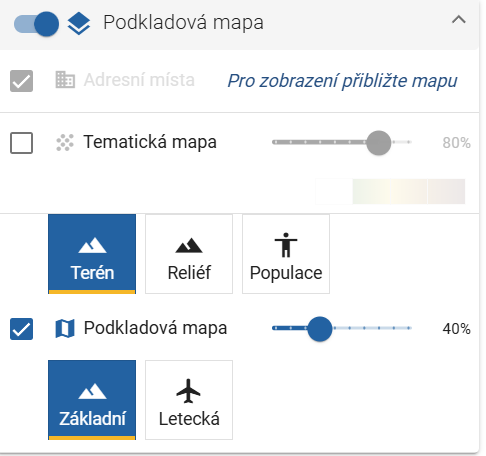 Podkladová mapa
Adresní místa Pro zobrazení přibližte mapu
Tematická mapa 80%
Terén Reliéf Populace
Podkladová mapa 40%
Základní Letecká